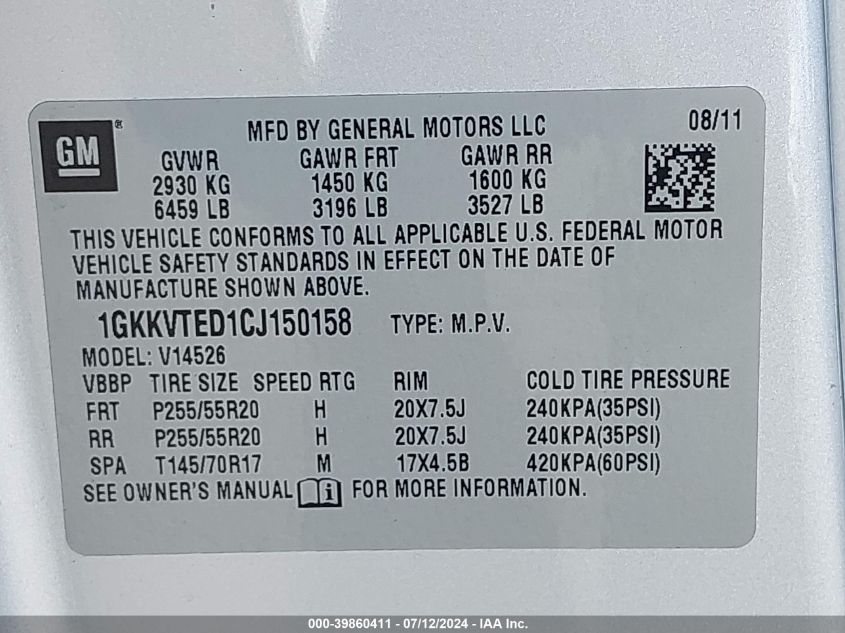 GM ® MFD BY GENERAL MOTORS LLC 08/11
GVWR GAWR FRT GAWR RR
2930 KG 1450 KG 1600 KG
6459 LB 3196 LB 3527 LB
THIS VEHICLE CONFORMS TO ALL APPLICABLE U.S. FEDERAL MOTOR
VEHICLE SAFETY STANDARDS IN EFFECT ON THE DATE OF
MANUFACTURE SHOWN ABOVE.
1GKKVTED1CJ150158 TYPE: M.P.V.
MODEL: V14526
VBBP TIRE SIZE SPEED RTG RIM COLD TIRE PRESSURE
FRT P255/55R20 H 20X7.5J 240KPA(35PSI)
RR P255/55R20 H 20X7.5J 240KPA(35PSI)
SPA T145/70R17 M 17X4.5B 420KPA(60PSI)
SEE OWNER'S MANUAL i FOR MORE INFORMATION.
000-39860411 - 07/12/2024 - IAA Inc.